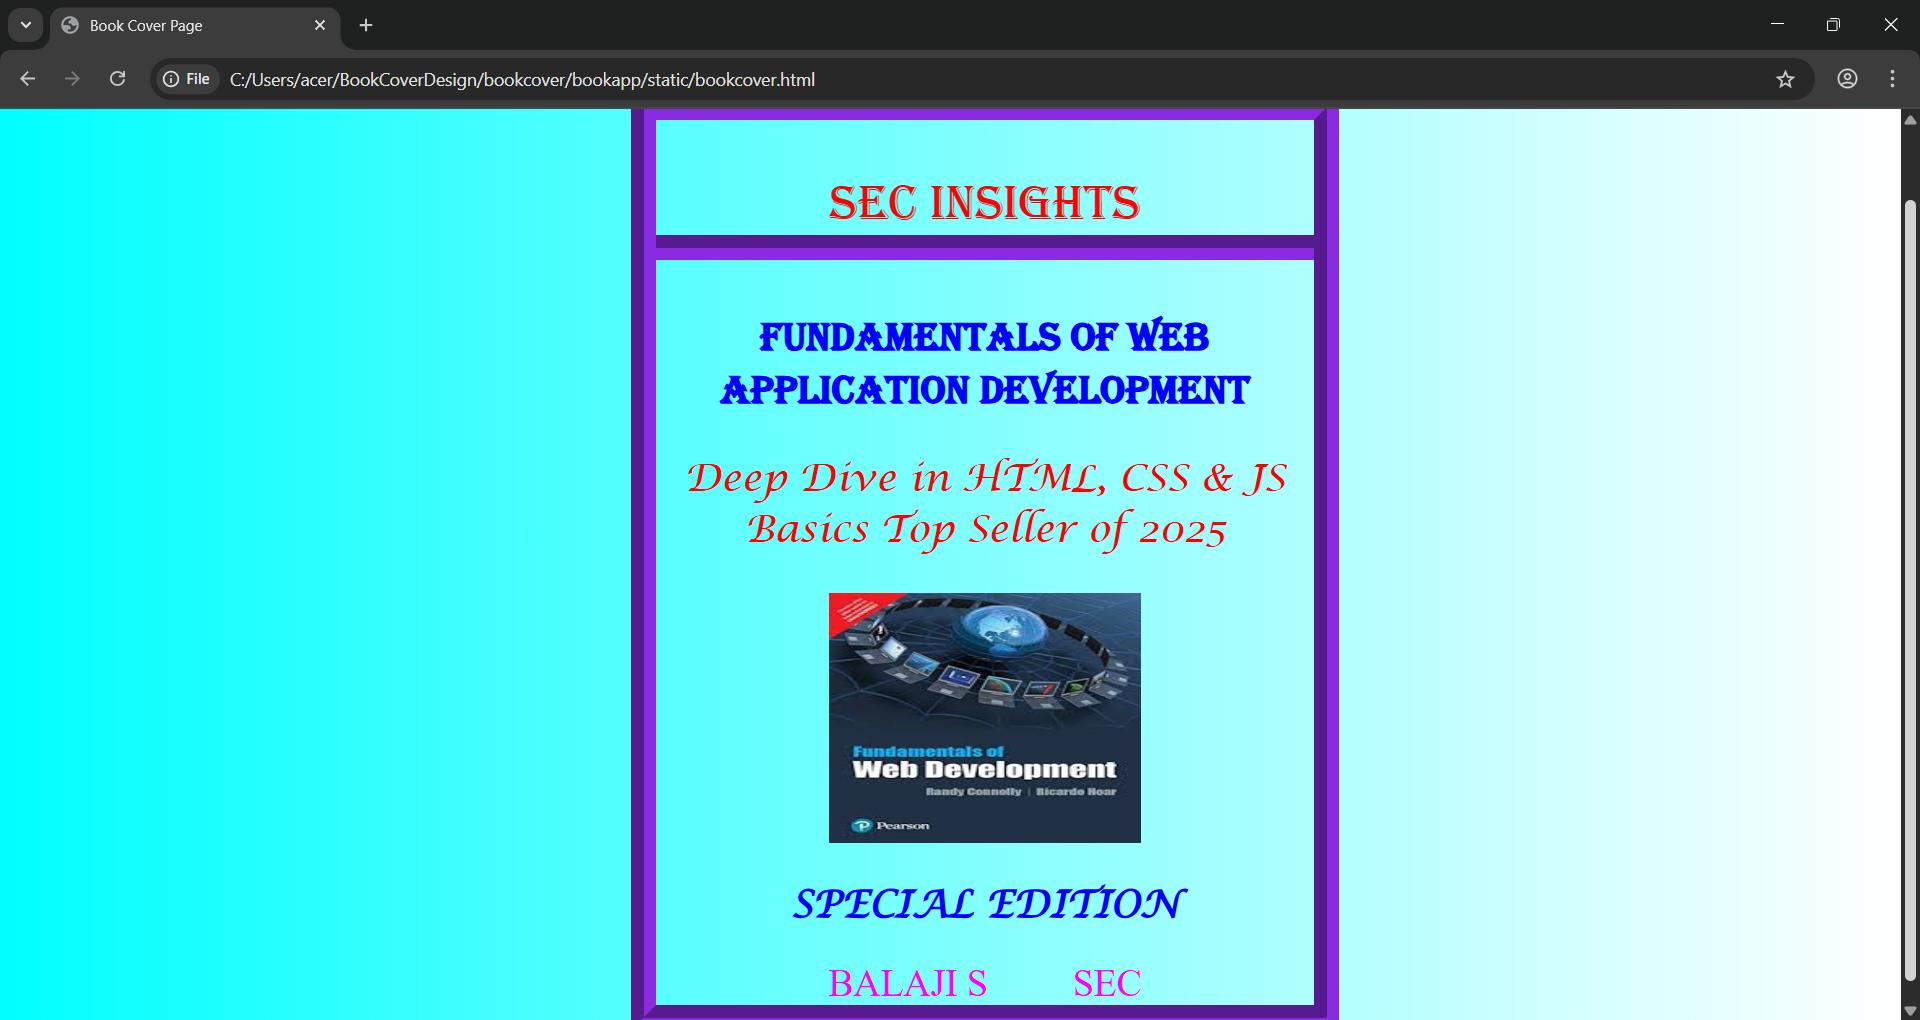 Book Cover Page
File
C:/Users/acer/BookCoverDesign/bookcover/bookapp/static/bookcover.html
SEC INSIGHTS
FUNDAMENTALS OF WEB
APPLICATION DEVELOPMENT
Deep Dive in HTML, CSS & JS
Basics Top Seller of 2025
Fundamentals of
Web Development
Randy Connolly | Ricardo Hoar
Pearson
SPECIAL EDITION
BALAJI S SEC